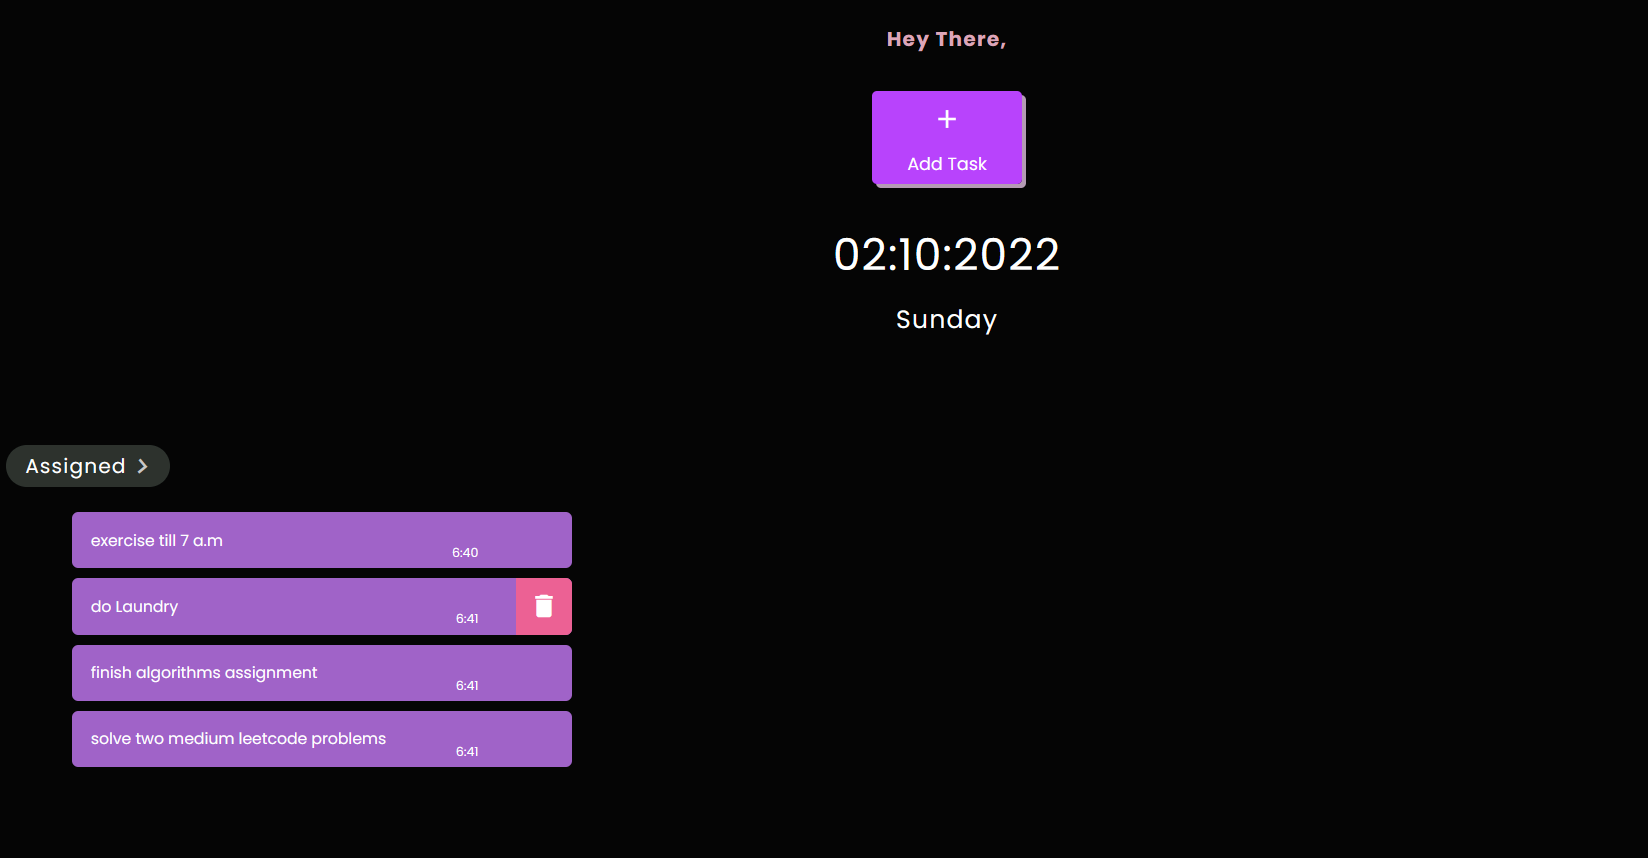 Hey There,
+
Add Task
02:10:2022
Sunday
Assigned >
exercise till 7 a.m
6:40
do Laundry
6:41
finish algorithms assignment
6:41
solve two medium leetcode problems
6:41